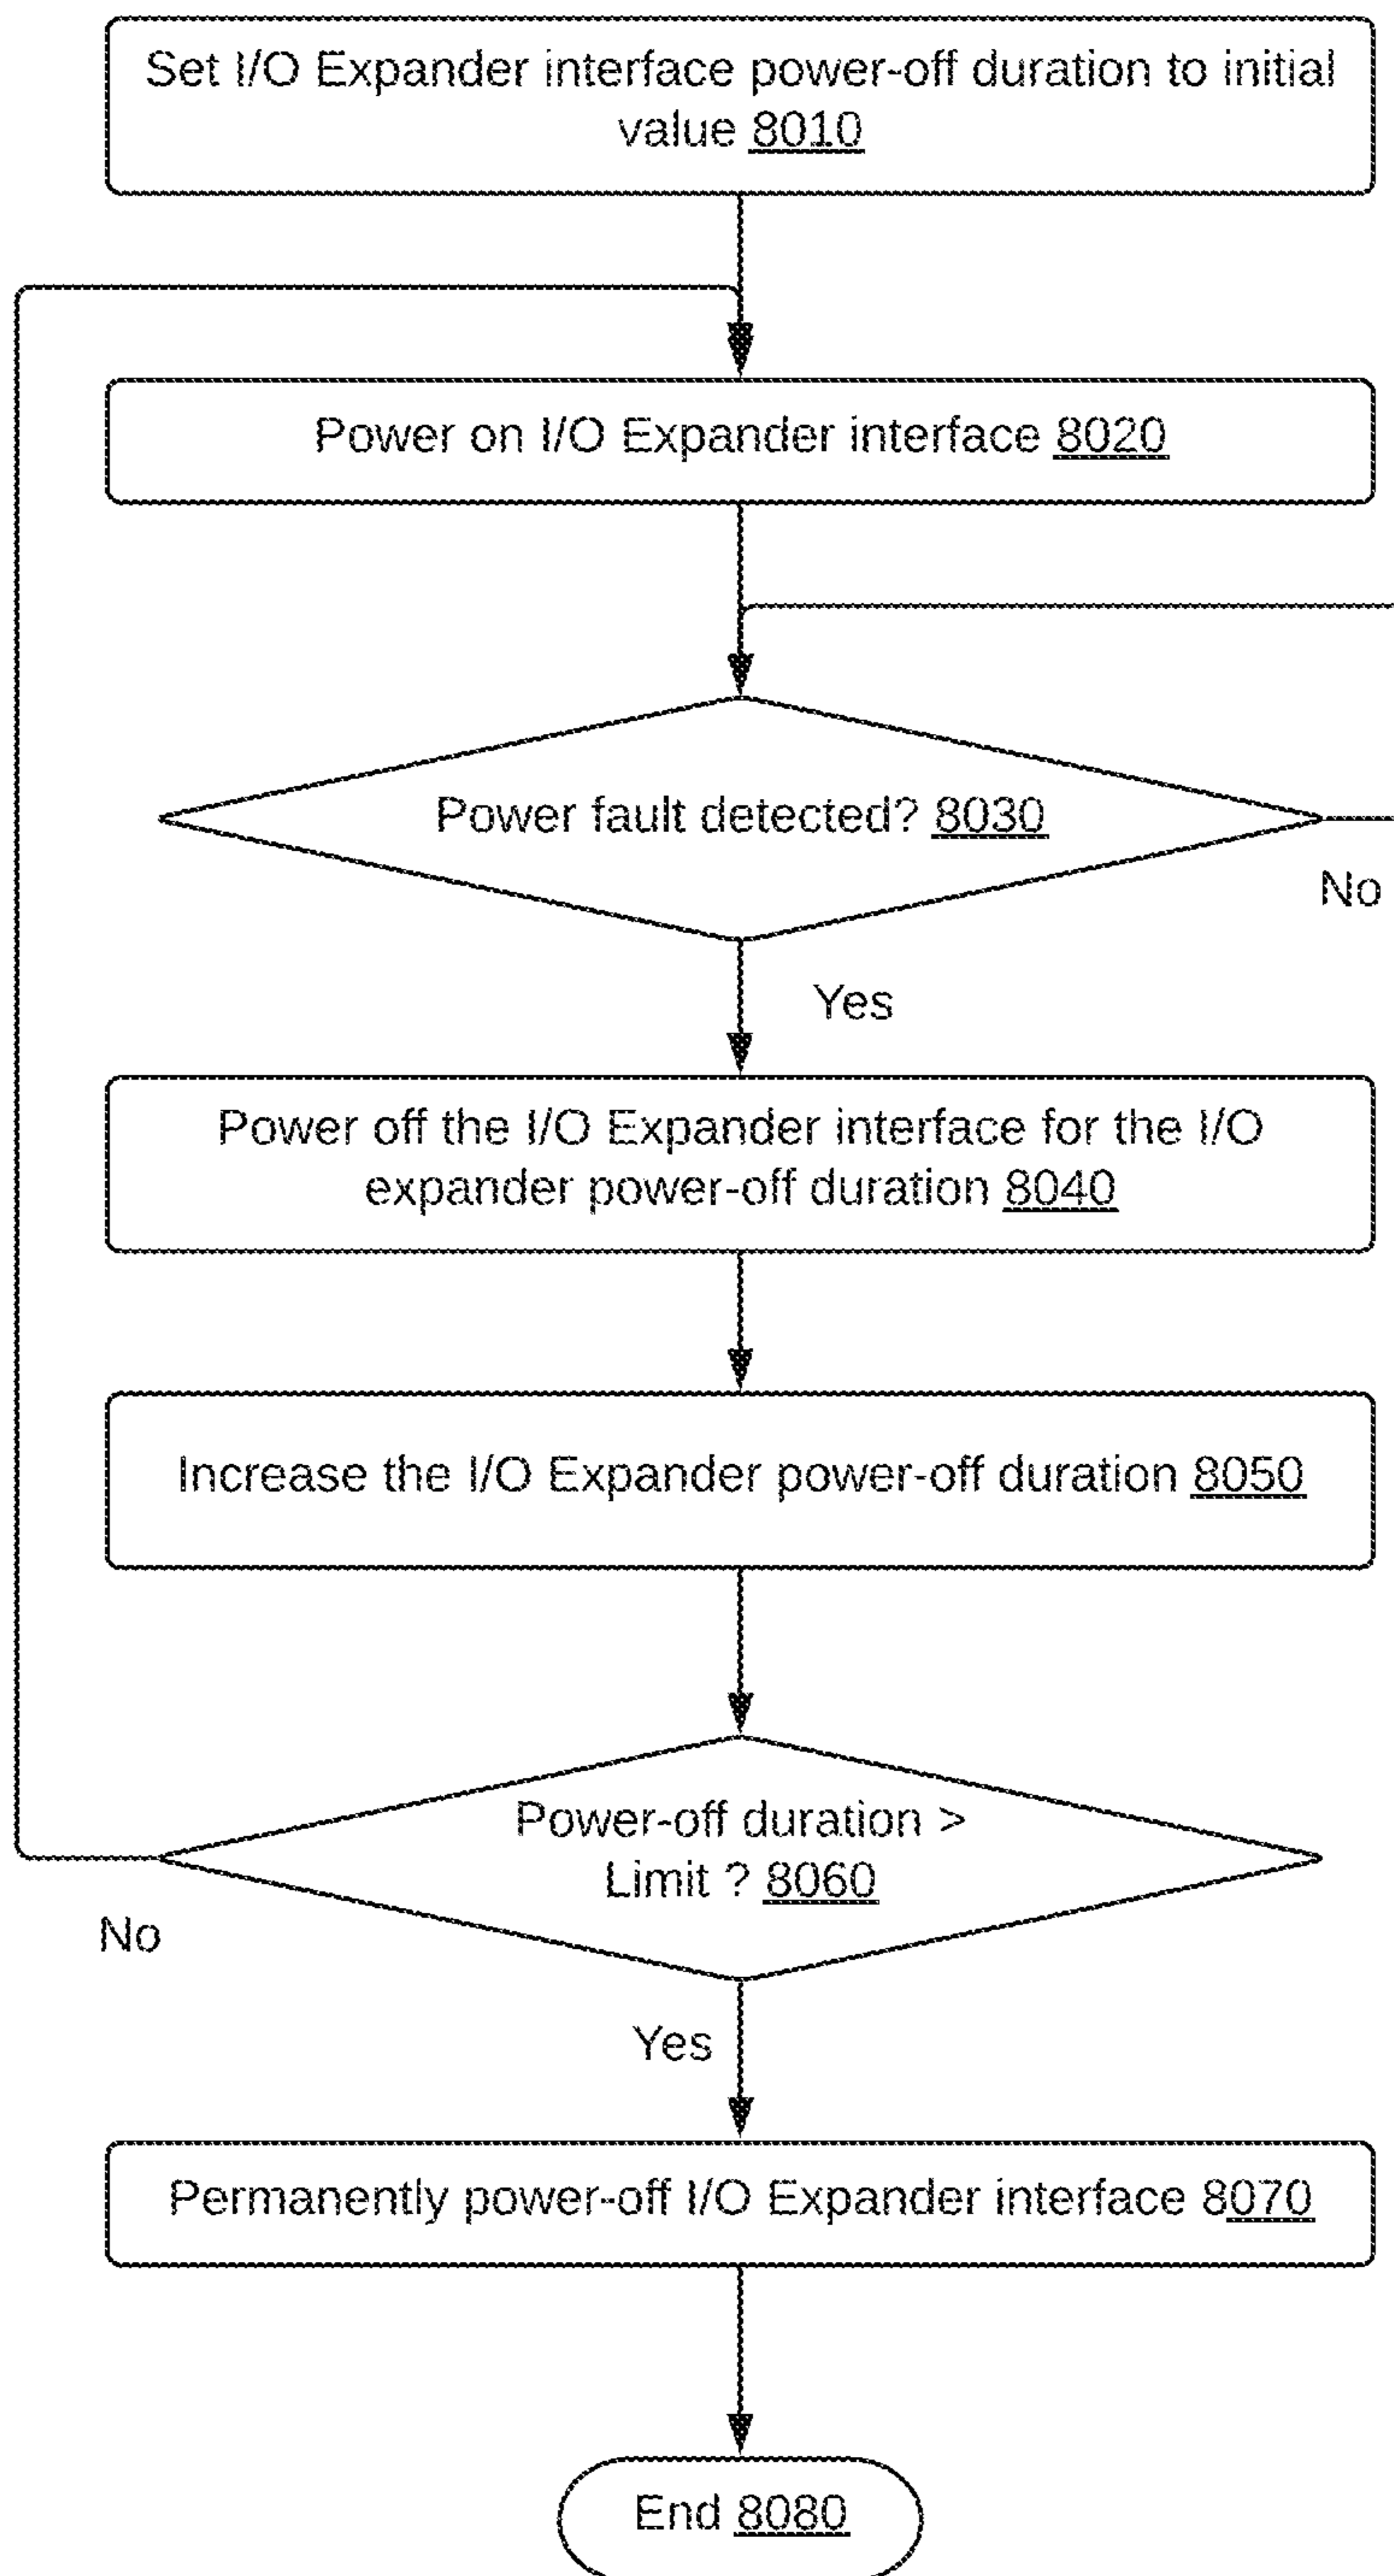 Set I/O Expander interface power-off duration to initial
value 8010
Power on I/O Expander interface 8020
Power fault detected? 8030
No
Yes
Power off the I/O Expander interface for the I/O
expander power-off duration 8040
Increase the I/O Expander power-off duration 8050
Power-off duration >
Limit ? 8060
No
Yes
Permanently power-off I/O Expander interface 8070
End 8080